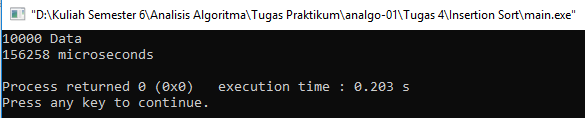 "D:\Kuliah Semester 6\Analisis Algoritma\Tugas Praktikum\analgo-01\Tugas 4\Insertion Sort\main.exe"
10000 Data
156258 microseconds
Process returned 0 (0x0)   execution time : 0.203 s
Press any key to continue.